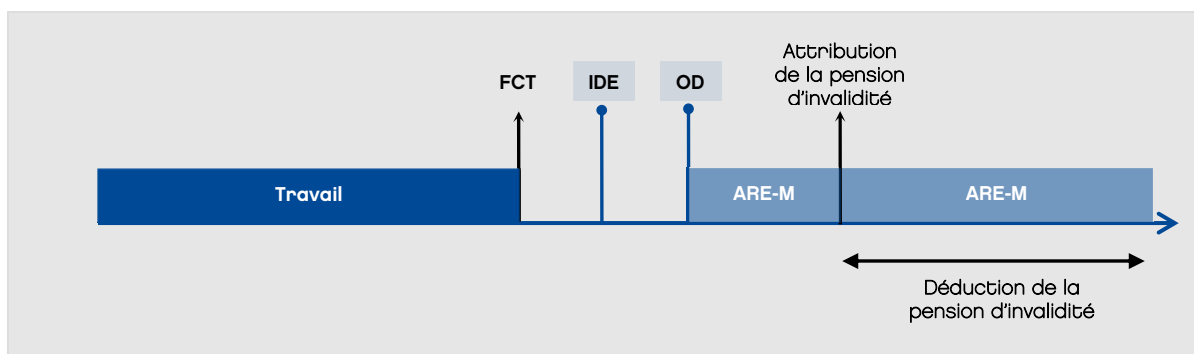 Attribution
de la pension
d'invalidité
FCT
IDE
OD
Travail
ARE-M
ARE-M
Déduction de la
pension d'invalidité